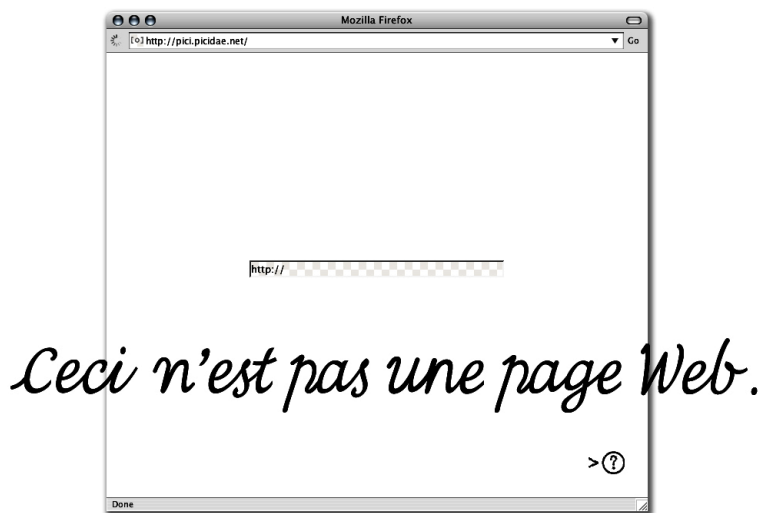 Mozilla Firefox
http://pici.picidae.net/ Go
http://
Ceci n'est pas une page Web.
>?
Done